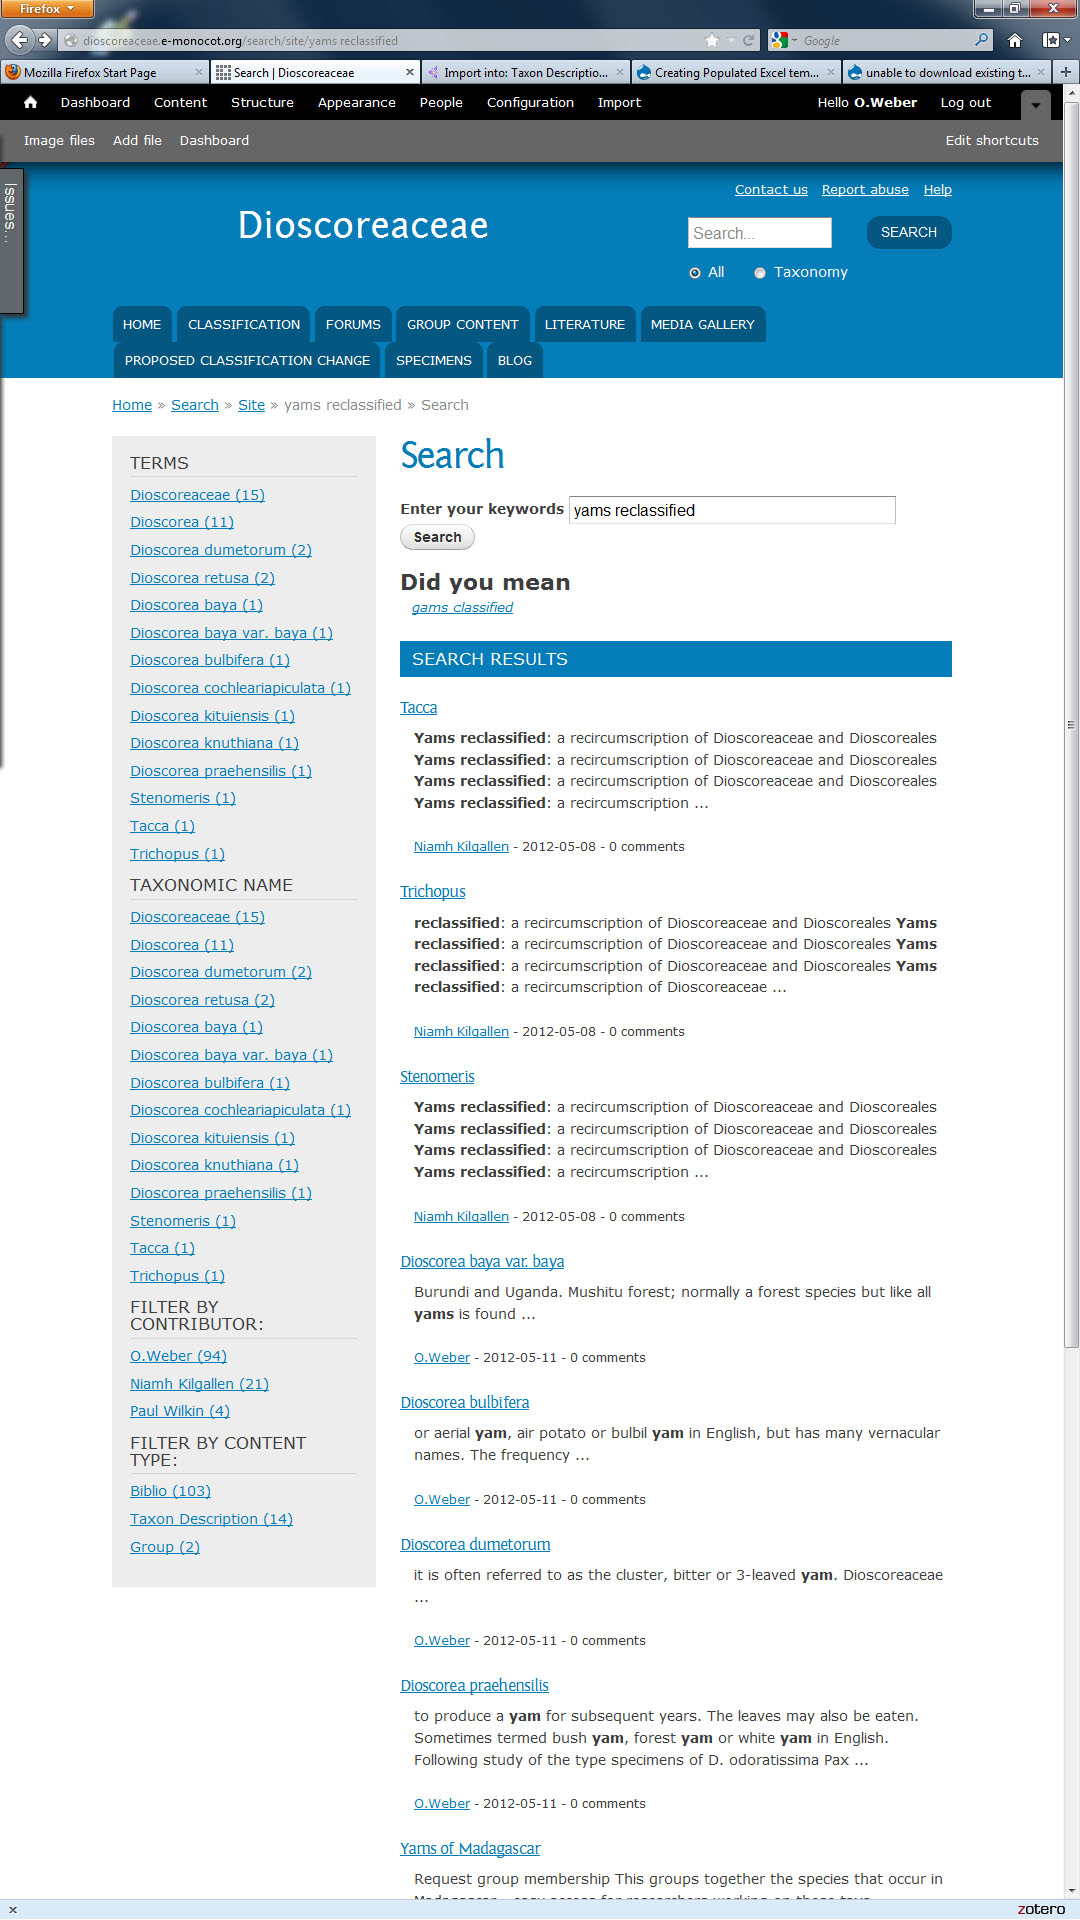 Firefox
dioscoreaceae.e-monocot.org/search/site/yams reclassified
Google
Mozilla Firefox Start Page
Search | Dioscoreaceae
Import into: Taxon Descriptio...
Creating Populated Excel tem...
unable to download existing t...
Dashboard Content Structure Appearance People Configuration Import
Hello O.Weber Log out
Image files Add file Dashboard Edit shortcuts
Issues...
Contact us Report abuse Help
Dioscoreaceae
Search... SEARCH
All Taxonomy
HOME CLASSIFICATION FORUMS GROUP CONTENT LITERATURE MEDIA GALLERY
PROPOSED CLASSIFICATION CHANGE SPECIMENS BLOG
Home » Search » Site » yams reclassified » Search
TERMS
Dioscoreaceae (15)
Dioscorea (11)
Dioscorea dumetorum (2)
Dioscorea retusa (2)
Dioscorea baya (1)
Dioscorea baya var. baya (1)
Dioscorea bulbifera (1)
Dioscorea cochleariapiculata (1)
Dioscorea kituiensis (1)
Dioscorea knuthiana (1)
Dioscorea praehensilis (1)
Stenomeris (1)
Tacca (1)
Trichopus (1)
TAXONOMIC NAME
Dioscoreaceae (15)
Dioscorea (11)
Dioscorea dumetorum (2)
Dioscorea retusa (2)
Dioscorea baya (1)
Dioscorea baya var. baya (1)
Dioscorea bulbifera (1)
Dioscorea cochleariapiculata (1)
Dioscorea kituiensis (1)
Dioscorea knuthiana (1)
Dioscorea praehensilis (1)
Stenomeris (1)
Tacca (1)
Trichopus (1)
FILTER BY
CONTRIBUTOR:
O.Weber (94)
Niamh Kilgallen (21)
Paul Wilkin (4)
FILTER BY CONTENT
TYPE:
Biblio (103)
Taxon Description (14)
Group (2)
Search
Enter your keywords yams reclassified
Search
Did you mean
gams classified
SEARCH RESULTS
Tacca
Yams reclassified: a recircumscription of Dioscoreaceae and Dioscoreales
Yams reclassified: a recircumscription of Dioscoreaceae and Dioscoreales
Yams reclassified: a recircumscription of Dioscoreaceae and Dioscoreales
Yams reclassified: a recircumscription ...
Niamh Kilgallen - 2012-05-08 - 0 comments
Trichopus
reclassified: a recircumscription of Dioscoreaceae and Dioscoreales Yams
reclassified: a recircumscription of Dioscoreaceae and Dioscoreales Yams
reclassified: a recircumscription of Dioscoreaceae and Dioscoreales Yams
reclassified: a recircumscription of Dioscoreaceae ...
Niamh Kilgallen - 2012-05-08 - 0 comments
Stenomeris
Yams reclassified: a recircumscription of Dioscoreaceae and Dioscoreales
Yams reclassified: a recircumscription of Dioscoreaceae and Dioscoreales
Yams reclassified: a recircumscription of Dioscoreaceae and Dioscoreales
Yams reclassified: a recircumscription ...
Niamh Kilgallen - 2012-05-08 - 0 comments
Dioscorea baya var. baya
Burundi and Uganda. Mushitu forest; normally a forest species but like all
yams is found ...
O.Weber - 2012-05-11 - 0 comments
Dioscorea bulbifera
or aerial yam, air potato or bulbil yam in English, but has many vernacular
names. The frequency ...
O.Weber - 2012-05-11 - 0 comments
Dioscorea dumetorum
it is often referred to as the cluster, bitter or 3-leaved yam. Dioscoreaceae
...
O.Weber - 2012-05-11 - 0 comments
Dioscorea praehensilis
to produce a yam for subsequent years. The leaves may also be eaten.
Sometimes termed bush yam, forest yam or white yam in English.
Following study of the type specimens of D. odoratissima Pax ...
O.Weber - 2012-05-11 - 0 comments
Yams of Madagascar
Request group membership This groups together the species that occur in
zotero